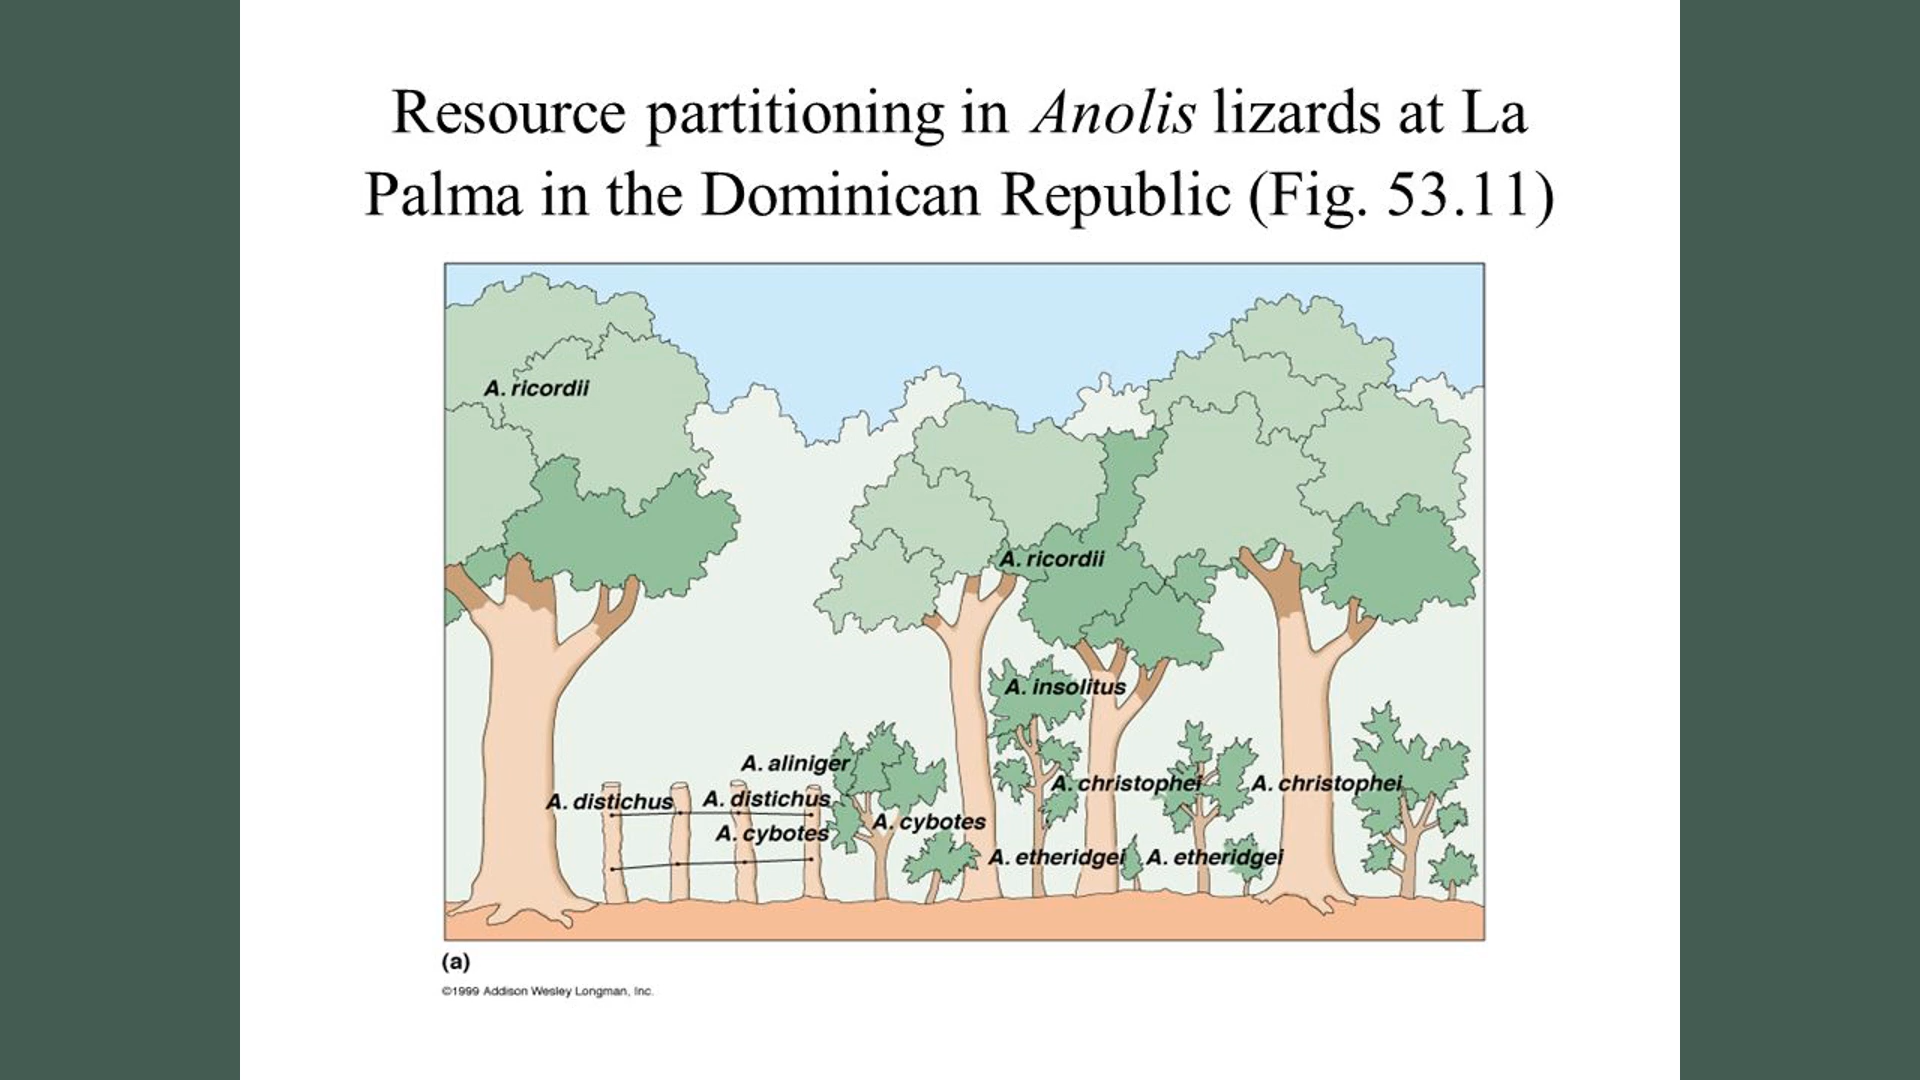 Resource partitioning in Anolis lizards at La
Palma in the Dominican Republic (Fig. 53.11)
A. ricordii
A. ricordii
A. insolitus
A. aliniger
A. christophei
A. christophei
A. distichus
A. distichus
A. cybotes
A. cybotes
A. etheridgei
A. etheridgei
(a)
©1999 Addison Wesley Longman, Inc.